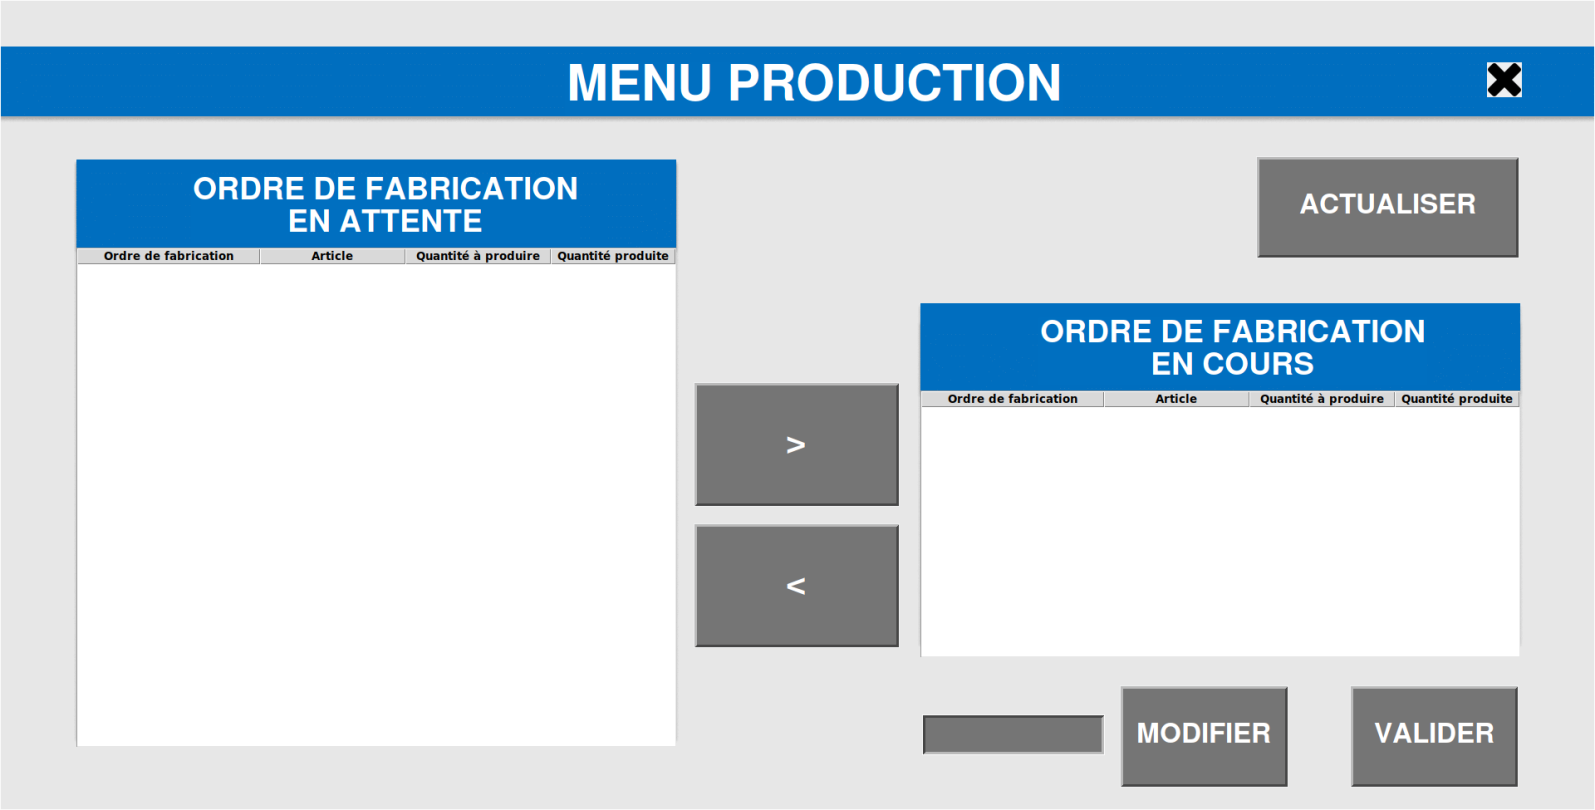 MENU PRODUCTION
ORDRE DE FABRICATION
EN ATTENTE
Ordre de fabrication Article Quantité à produire Quantité produite
ACTUALISER
>
<
ORDRE DE FABRICATION
EN COURS
Ordre de fabrication Article Quantité à produire Quantité produite
MODIFIER
VALIDER